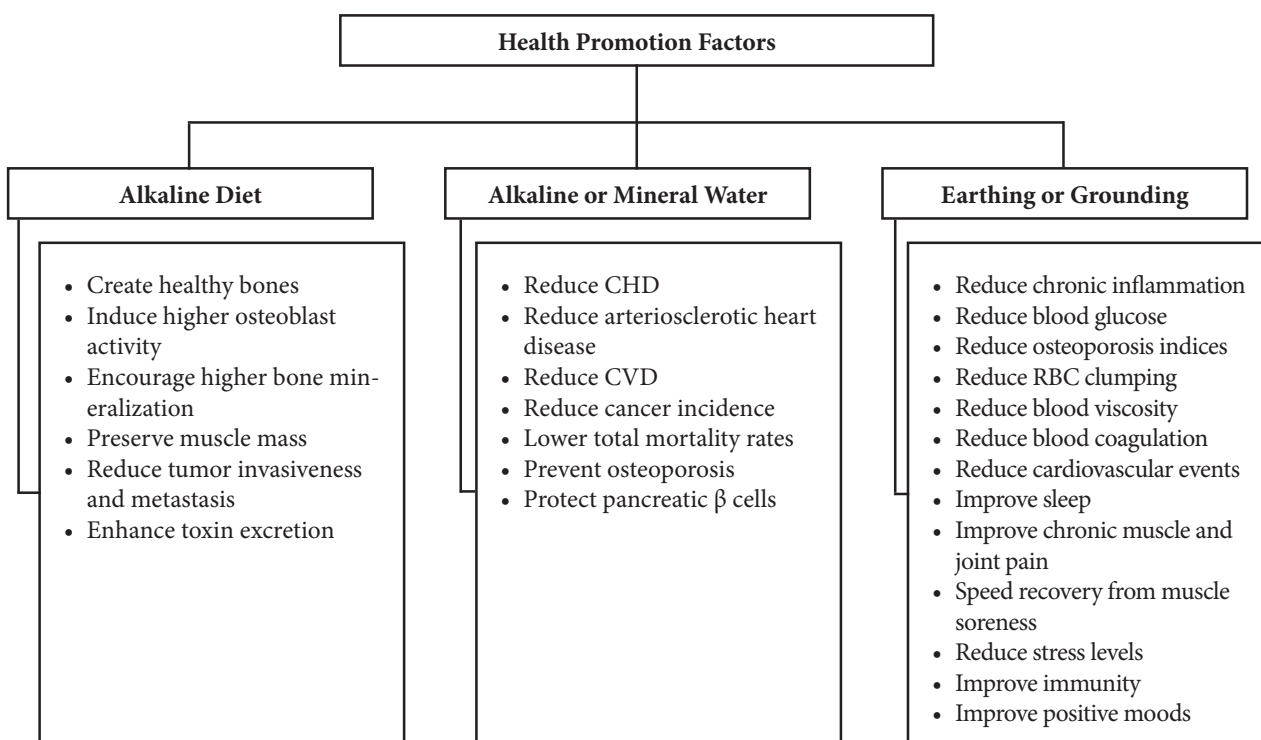 Health Promotion Factors
Alkaline Diet
• Create healthy bones
• Induce higher osteoblast
activity
• Encourage higher bone min-
eralization
• Preserve muscle mass
• Reduce tumor invasiveness
and metastasis
• Enhance toxin excretion
Alkaline or Mineral Water
• Reduce CHD
• Reduce arteriosclerotic heart
disease
• Reduce CVD
• Reduce cancer incidence
• Lower total mortality rates
• Prevent osteoporosis
• Protect pancreatic β cells
Earthing or Grounding
• Reduce chronic inflammation
• Reduce blood glucose
• Reduce osteoporosis indices
• Reduce RBC clumping
• Reduce blood viscosity
• Reduce blood coagulation
• Reduce cardiovascular events
• Improve sleep
• Improve chronic muscle and
joint pain
• Speed recovery from muscle
soreness
• Reduce stress levels
• Improve immunity
• Improve positive moods